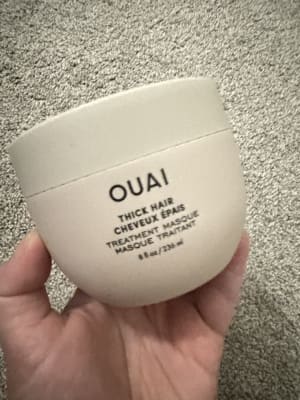 OUAI
THICK HAIR
CHEVEUX ÉPAIS
TREATMENT MASQUE
MASQUE TRAITANT
8 fl oz / 236 ml